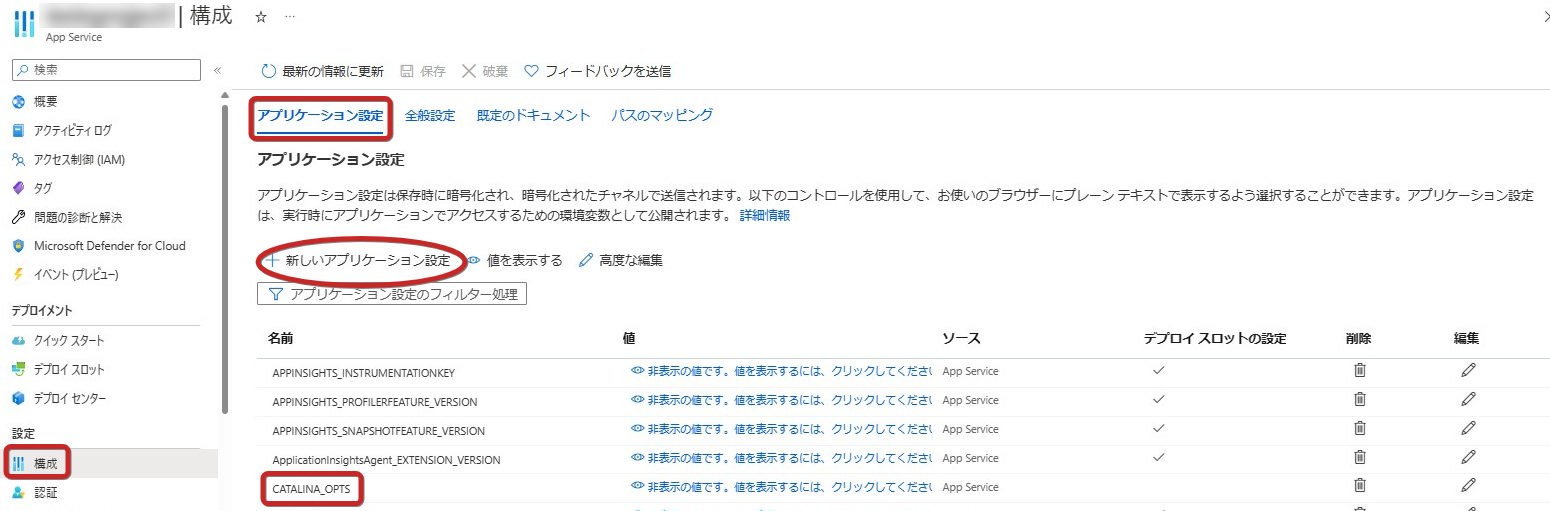 | 構成 ☆ ...
App Service
検索 «
概要
アクティビティ ログ
アクセス制御 (IAM)
タグ
問題の診断と解決
Microsoft Defender for Cloud
イベント (プレビュー)
デプロイメント
クイック スタート
デプロイ スロット
デプロイ センター
設定
構成
認証
最新の情報に更新 保存 破棄 フィードバックを送信
アプリケーション設定 全般設定 既定のドキュメント パスのマッピング
アプリケーション設定
アプリケーション設定は保存時に暗号化され、暗号化されたチャネルで送信されます。以下のコントロールを使用して、お使いのブラウザーにプレーン テキストで表示するよう選択することができます。アプリケーション設定
は、実行時にアプリケーションでアクセスするための環境変数として公開されます。 詳細情報
新しいアプリケーション設定 値を表示する 高度な編集
アプリケーション設定のフィルター処理
名前 値 ソース デプロイ スロットの設定 削除 編集
APPINSIGHTS_INSTRUMENTATIONKEY 非表示の値です。値を表示するには、クリックしてくださ App Service
APPINSIGHTS_PROFILERFEATURE_VERSION 非表示の値です。値を表示するには、クリックしてくださ App Service
APPINSIGHTS_SNAPSHOTFEATURE_VERSION 非表示の値です。値を表示するには、クリックしてくださ App Service
ApplicationInsightsAgent_EXTENSION_VERSION 非表示の値です。値を表示するには、クリックしてくださ App Service
CATALINA_OPTS 非表示の値です。値を表示するには、クリックしてくださ App Service